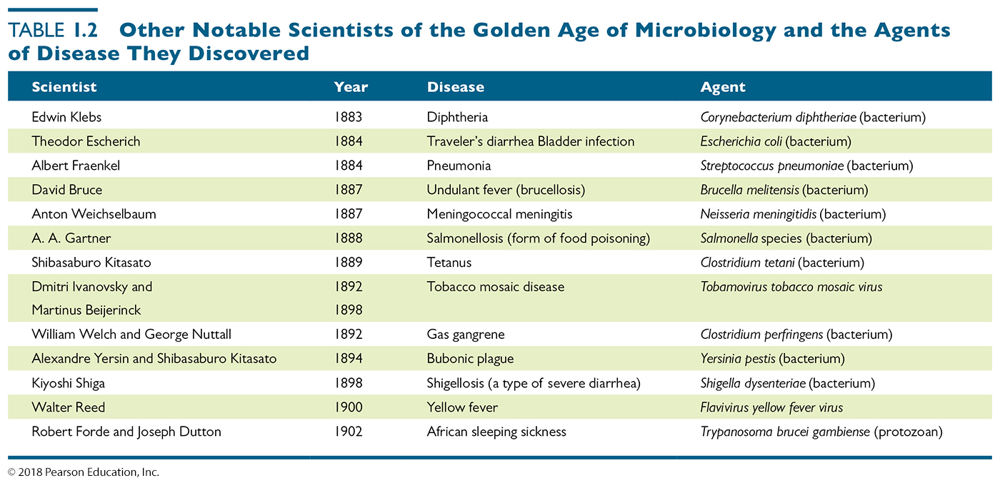 TABLE 1.2 Other Notable Scientists of the Golden Age of Microbiology and the Agents
of Disease They Discovered
Scientist Year Disease Agent
Edwin Klebs 1883 Diphtheria Corynebacterium diphtheriae (bacterium)
Theodor Escherich 1884 Traveler’s diarrhea Bladder infection Escherichia coli (bacterium)
Albert Fraenkel 1884 Pneumonia Streptococcus pneumoniae (bacterium)
David Bruce 1887 Undulant fever (brucellosis) Brucella melitensis (bacterium)
Anton Weichselbaum 1887 Meningococcal meningitis Neisseria meningitidis (bacterium)
A. A. Gartner 1888 Salmonellosis (form of food poisoning) Salmonella species (bacterium)
Shibasaburo Kitasato 1889 Tetanus Clostridium tetani (bacterium)
Dmitri Ivanovsky and 1892 Tobacco mosaic disease Tobamovirus tobacco mosaic virus
Martinus Beijerinck 1898
William Welch and George Nuttall 1892 Gas gangrene Clostridium perfringens (bacterium)
Alexandre Yersin and Shibasaburo Kitasato 1894 Bubonic plague Yersinia pestis (bacterium)
Kiyoshi Shiga 1898 Shigellosis (a type of severe diarrhea) Shigella dysenteriae (bacterium)
Walter Reed 1900 Yellow fever Flavivirus yellow fever virus
Robert Forde and Joseph Dutton 1902 African sleeping sickness Trypanosoma brucei gambiense (protozoan)
© 2018 Pearson Education, Inc.